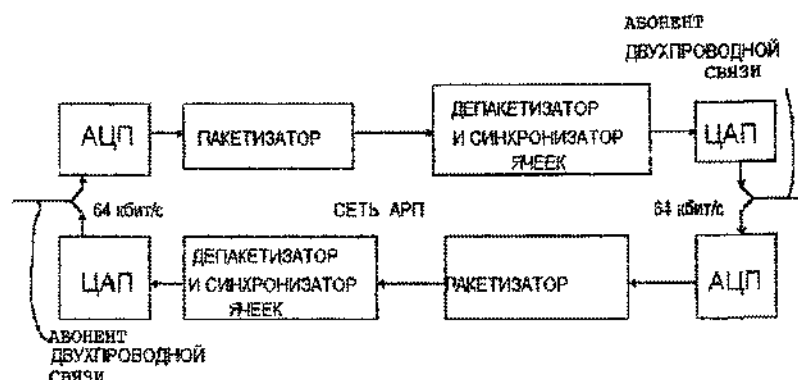 АБОНЕНТ
ДВУХПРОВОДНОЙ
СВЯЗИ
АЦП
ПАКЕТИЗАТОР
ДЕПАКЕТИЗАТОР
И СИНХРОНИЗАТОР
ЯЧЕЕК
ЦАП
64 кбит/с
СЕТЬ АРП
64 кбит/с
ЦАП
ДЕПАКЕТИЗАТОР
И СИНХРОНИЗАТОР
ЯЧЕЕК
ПАКЕТИЗАТОР
АЦП
АБОНЕНТ
ДВУХПРОВОДНОЙ
СВЯЗИ